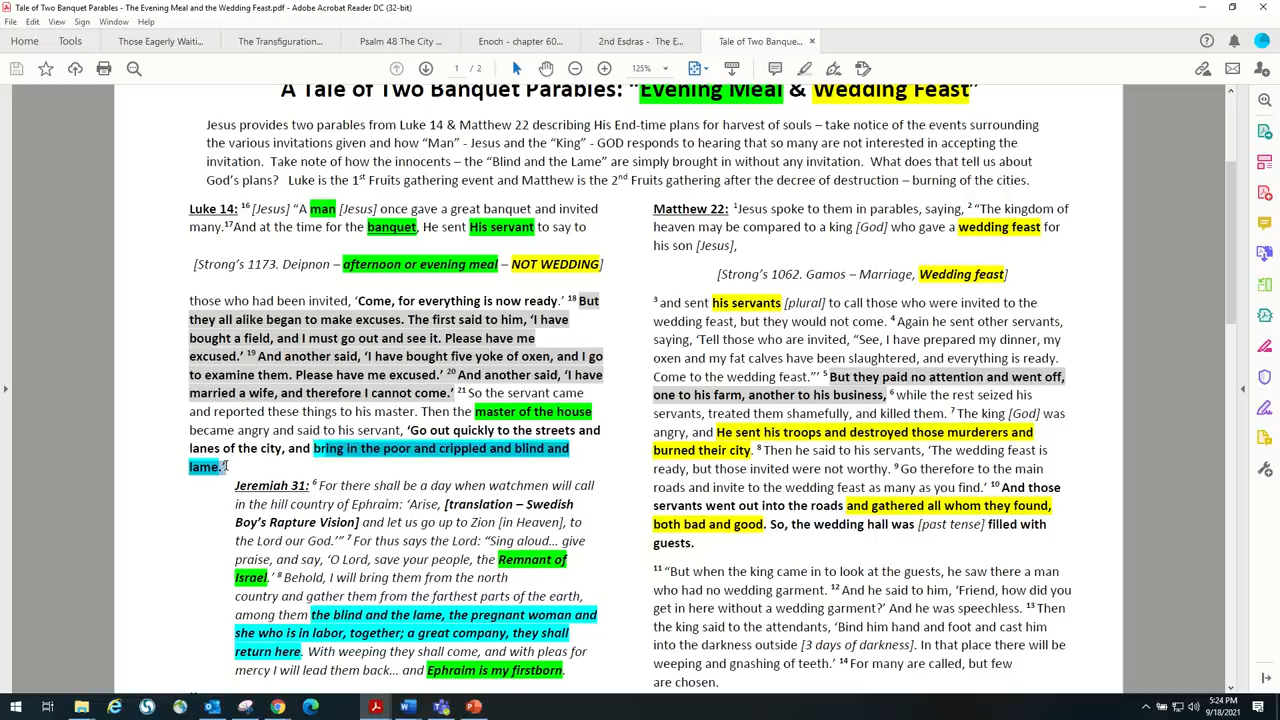 Tale of Two Banquet Parables - The Evening Meal and the Wedding Feast.pdf - Adobe Acrobat Reader DC (32-bit)
File Edit View Sign Window Help
Home Tools Those Eagerly Waiti... The Transfiguration... Psalm 48 The City ... Enoch - chapter 60... 2nd Esdras - The E... Tale of Two Banque... ×
1 / 2 125%
A Tale of Two Banquet Parables: "Evening Meal & Wedding Feast"
Jesus provides two parables from Luke 14 & Matthew 22 describing His End-time plans for harvest of souls – take notice of the events surrounding
the various invitations given and how "Man" - Jesus and the "King" - GOD responds to hearing that so many are not interested in accepting the
invitation. Take note of how the innocents – the "Blind and the Lame" are simply brought in without any invitation. What does that tell us about
God's plans? Luke is the 1st Fruits gathering event and Matthew is the 2nd Fruits gathering after the decree of destruction – burning of the cities.
Luke 14: 16 [Jesus] "A man [Jesus] once gave a great banquet and invited
many.17And at the time for the banquet, He sent His servant to say to
[Strong's 1173. Deipnon – afternoon or evening meal – NOT WEDDING]
those who had been invited, 'Come, for everything is now ready.' 18 But
they all alike began to make excuses. The first said to him, 'I have
bought a field, and I must go out and see it. Please have me
excused.' 19 And another said, 'I have bought five yoke of oxen, and I go
to examine them. Please have me excused.' 20 And another said, 'I have
married a wife, and therefore I cannot come.' 21 So the servant came
and reported these things to his master. Then the master of the house
became angry and said to his servant, 'Go out quickly to the streets and
lanes of the city, and bring in the poor and crippled and blind and
lame.'
Jeremiah 31: 6 For there shall be a day when watchmen will call
in the hill country of Ephraim: 'Arise, [translation – Swedish
Boy's Rapture Vision] and let us go up to Zion [in Heaven], to
the Lord our God.'" 7 For thus says the Lord: "Sing aloud... give
praise, and say, 'O Lord, save your people, the Remnant of
Israel.' 8 Behold, I will bring them from the north
country and gather them from the farthest parts of the earth,
among them the blind and the lame, the pregnant woman and
she who is in labor, together; a great company, they shall
return here. With weeping they shall come, and with pleas for
mercy I will lead them back... and Ephraim is my firstborn.
Matthew 22: 1Jesus spoke to them in parables, saying, 2 "The kingdom of
heaven may be compared to a king [God] who gave a wedding feast for
his son [Jesus],
[Strong's 1062. Gamos – Marriage, Wedding feast]
3 and sent his servants [plural] to call those who were invited to the
wedding feast, but they would not come. 4 Again he sent other servants,
saying, 'Tell those who are invited, "See, I have prepared my dinner, my
oxen and my fat calves have been slaughtered, and everything is ready.
Come to the wedding feast."' 5 But they paid no attention and went off,
one to his farm, another to his business, 6 while the rest seized his
servants, treated them shamefully, and killed them. 7 The king [God] was
angry, and He sent his troops and destroyed those murderers and
burned their city. 8 Then he said to his servants, 'The wedding feast is
ready, but those invited were not worthy. 9 Go therefore to the main
roads and invite to the wedding feast as many as you find.' 10 And those
servants went out into the roads and gathered all whom they found,
both bad and good. So, the wedding hall was [past tense] filled with
guests.
11 "But when the king came in to look at the guests, he saw there a man
who had no wedding garment. 12 And he said to him, 'Friend, how did you
get in here without a wedding garment?' And he was speechless. 13 Then
the king said to the attendants, 'Bind him hand and foot and cast him
into the darkness outside [3 days of darkness]. In that place there will be
weeping and gnashing of teeth.' 14 For many are called, but few
are chosen.
5:24 PM
9/18/2021